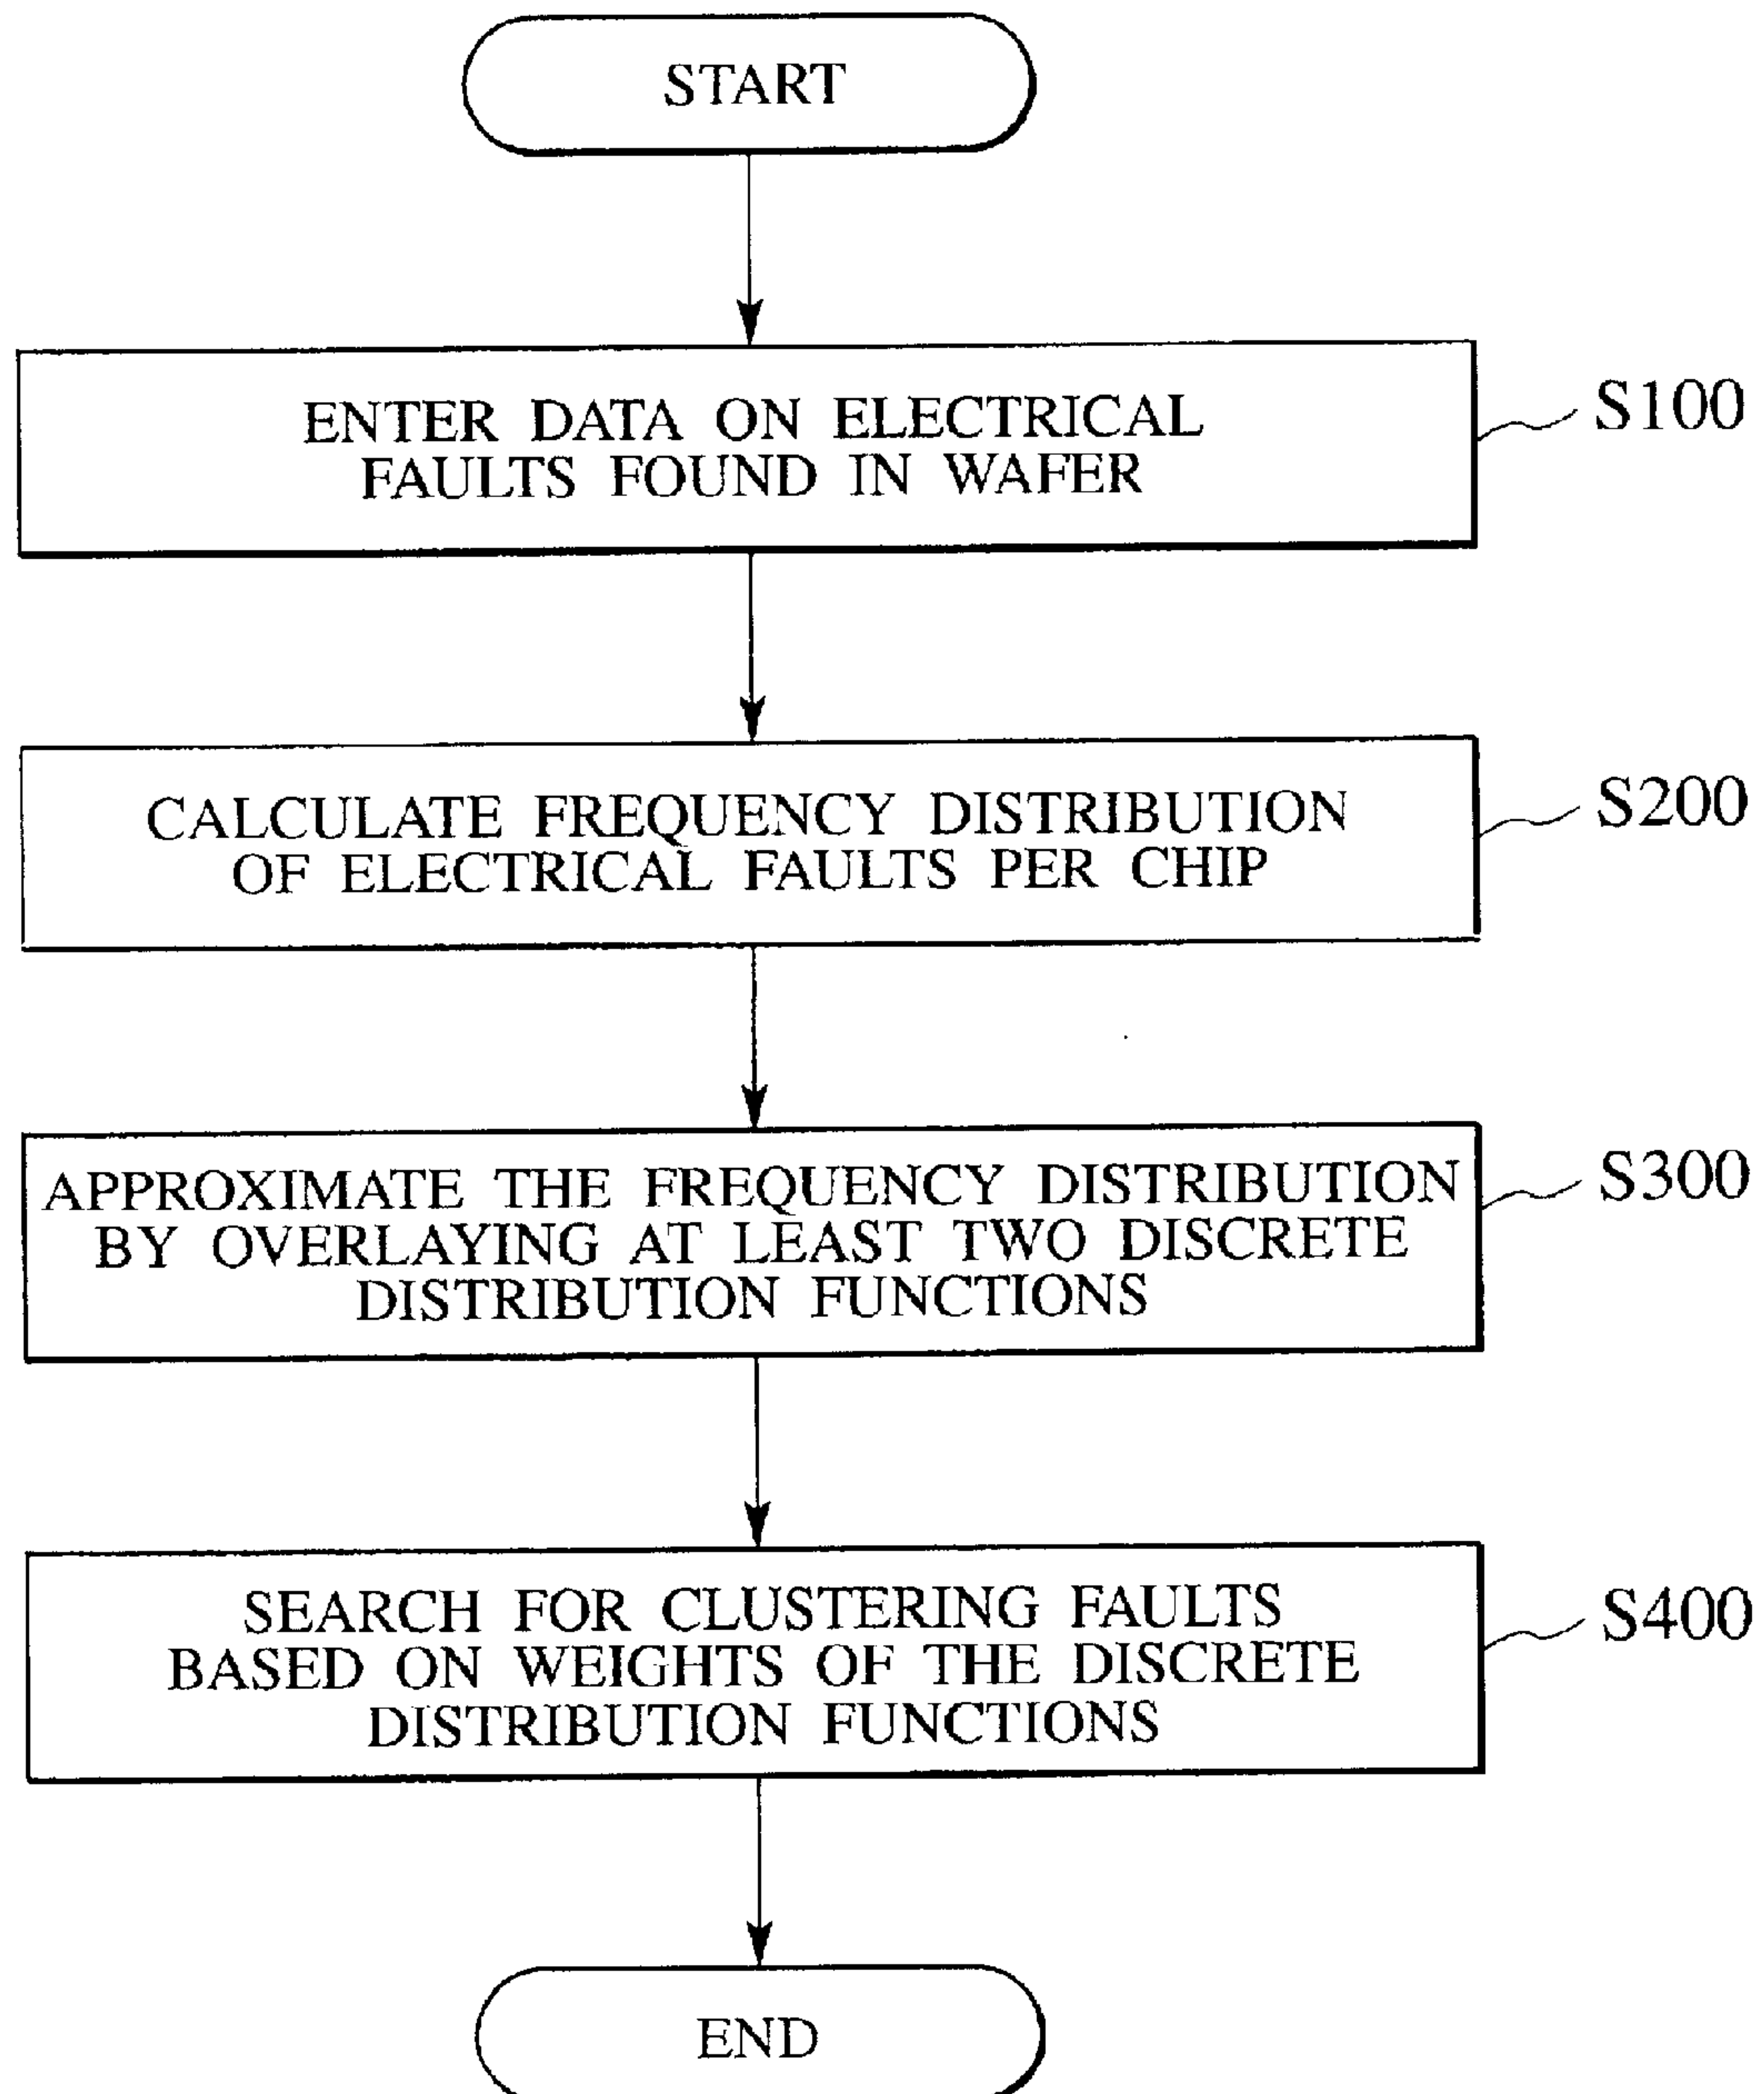 START
ENTER DATA ON ELECTRICAL
FAULTS FOUND IN WAFER
S100
CALCULATE FREQUENCY DISTRIBUTION
OF ELECTRICAL FAULTS PER CHIP
S200
APPROXIMATE THE FREQUENCY DISTRIBUTION
BY OVERLAYING AT LEAST TWO DISCRETE
DISTRIBUTION FUNCTIONS
S300
SEARCH FOR CLUSTERING FAULTS
BASED ON WEIGHTS OF THE DISCRETE
DISTRIBUTION FUNCTIONS
S400
END